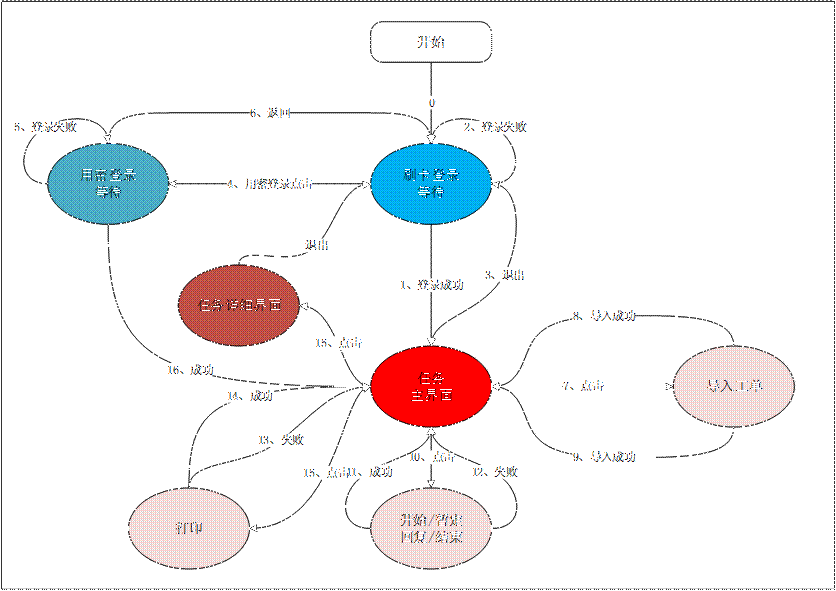 开始
0
6、返回
5、登录失败
2、登录失败
用密登录
等待
刷卡登录
等待
4、用密登录点击
退出
3、退出
1、登录成功
任务详细界面
8、导入成功
15、点击
16、成功
任务
主界面
7、点击
导入工单
14、成功
13、失败
10、点击
9、导入成功
15、点击
11、成功
12、失败
打印
开始/暂定
回复/结束